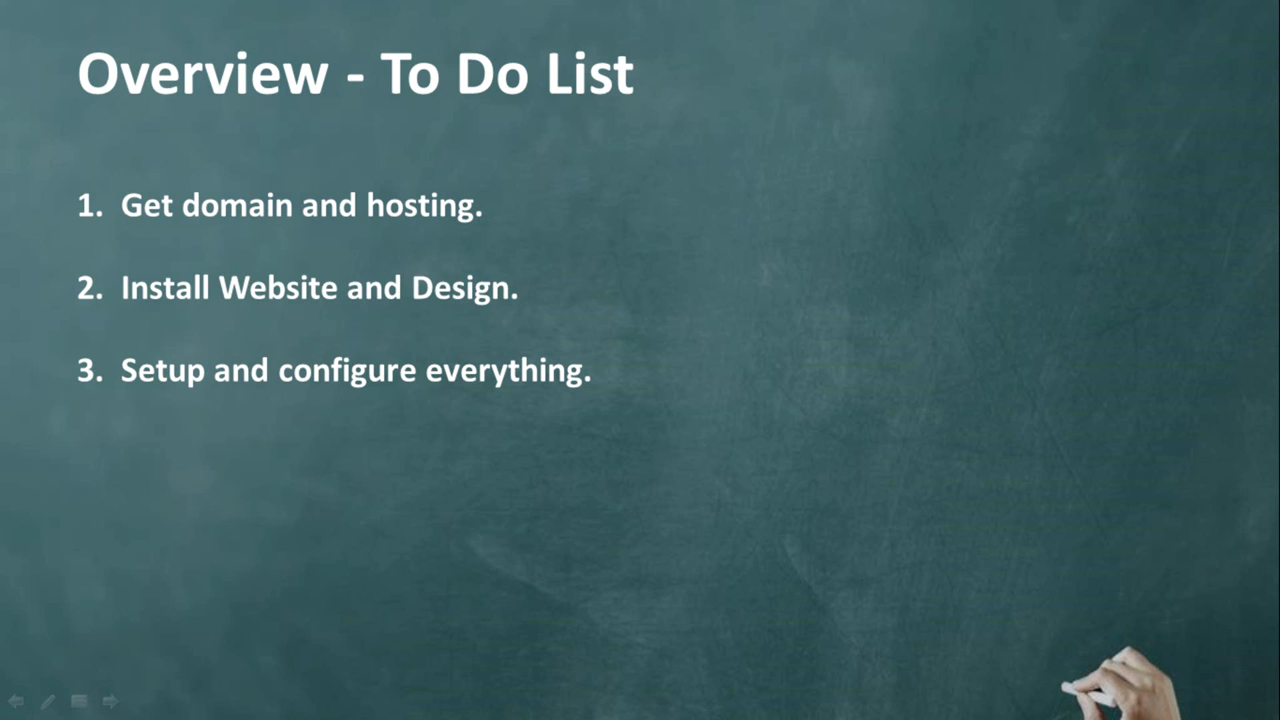 Overview - To Do List
1. Get domain and hosting.
2. Install Website and Design.
3. Setup and configure everything.